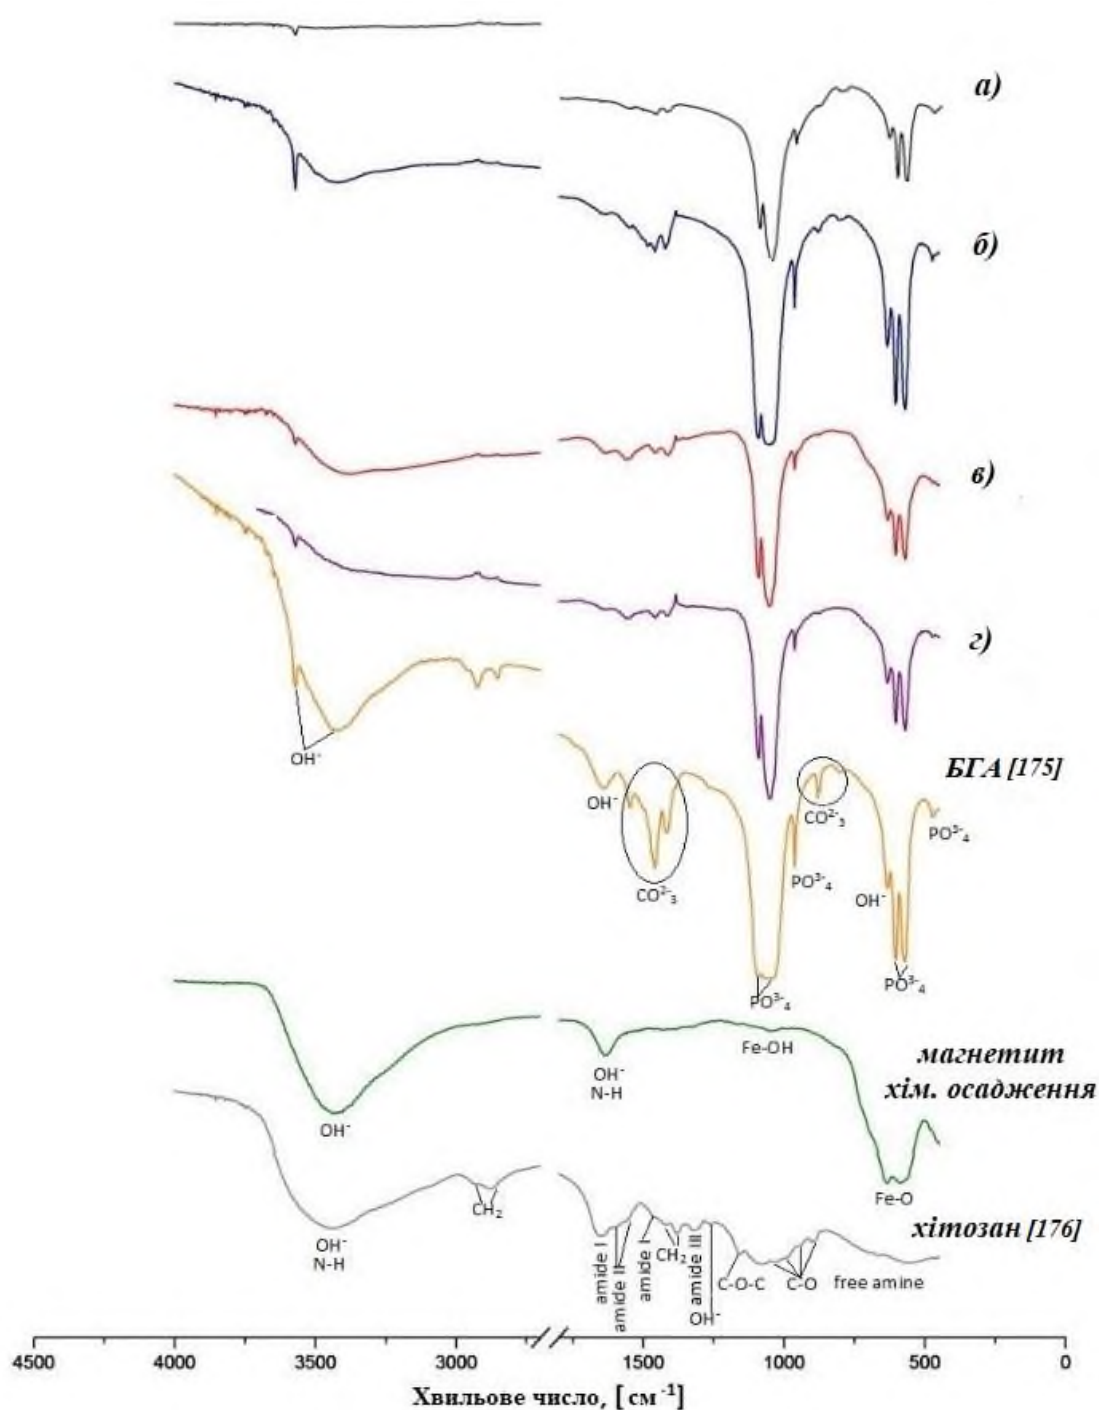 а)
б)
в)
г)
БГА [175]
OH⁻
OH⁻
CO²⁻₃
CO²⁻₃
PO³⁻₄
PO³⁻₄
OH⁻
PO³⁻₄
PO³⁻₄
магнетит
хім. осадження
OH⁻
OH⁻
N-H
Fe-OH
Fe-O
хітозан [176]
OH⁻
N-H
CH₂
amide I
amide II
amide I
CH₂
amide III
OH⁻
C-O-C
C-O
free amine
4500 4000 3500 3000 1500 1000 500 0
Хвильове число, [см⁻¹]